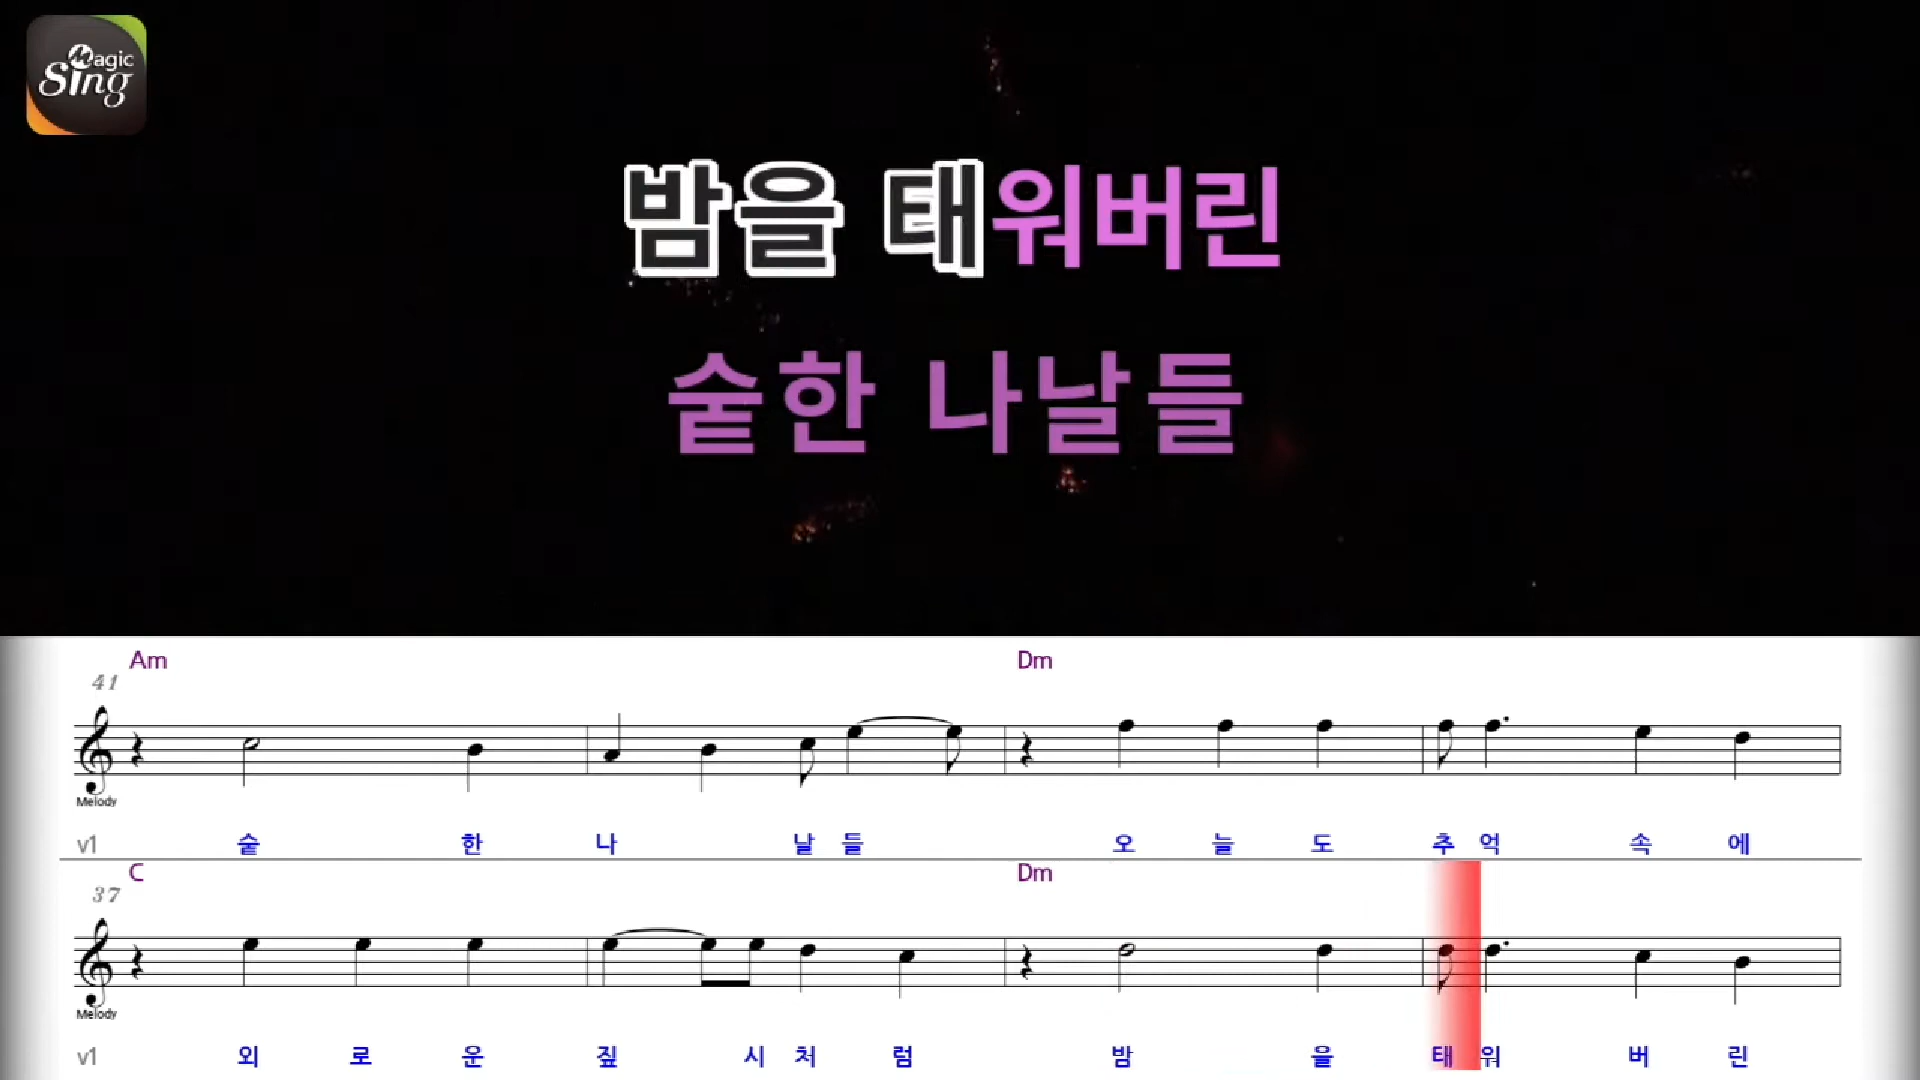 Magic
Sing
밤을 태워버린
숱한 나날들
Am Dm
41
Melody
v1 숱 한 나 날 들 오 늘 도 추 억 속 에
C Dm
37
Melody
v1 외 로 운 짚 시 처 럼 밤 을 태 워 버 린